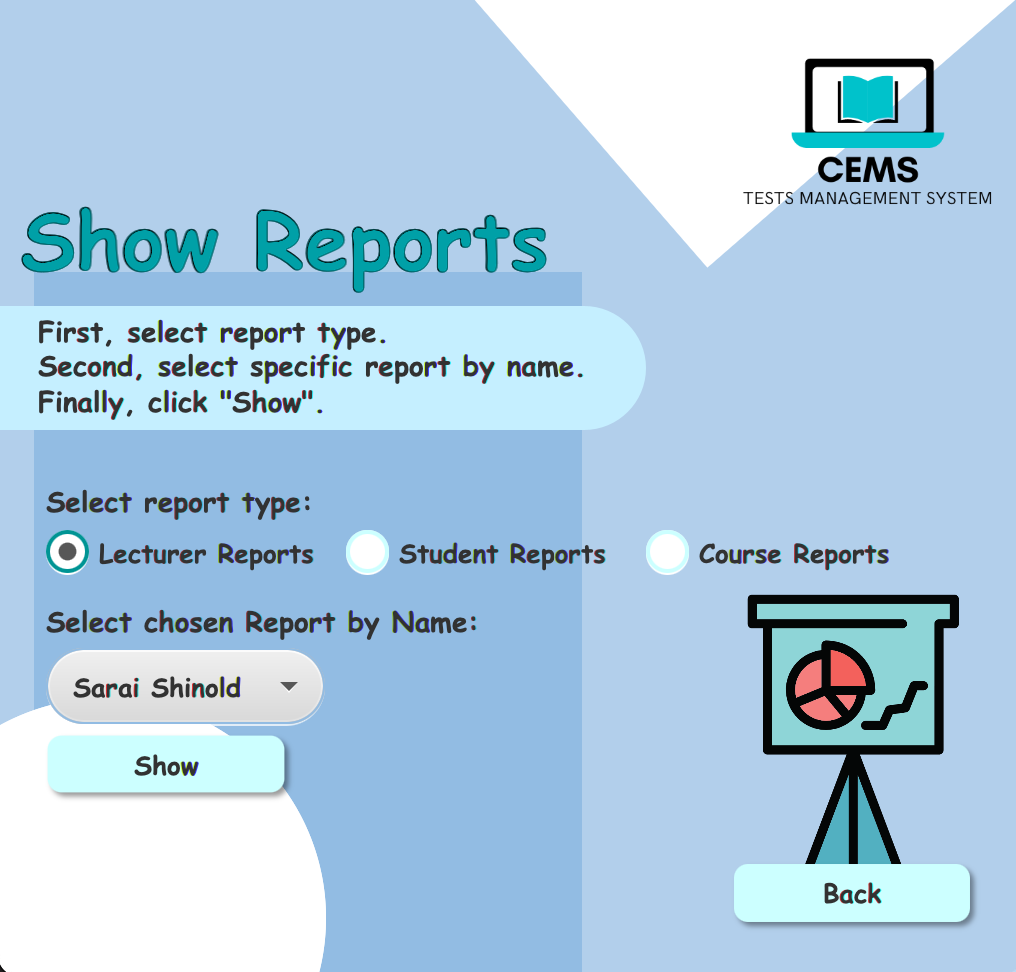 CEMS
TESTS MANAGEMENT SYSTEM
Show Reports
First, select report type.
Second, select specific report by name.
Finally, click "Show".
Select report type:
Lecturer Reports Student Reports Course Reports
Select chosen Report by Name:
Sarai Shinold
Show
Back